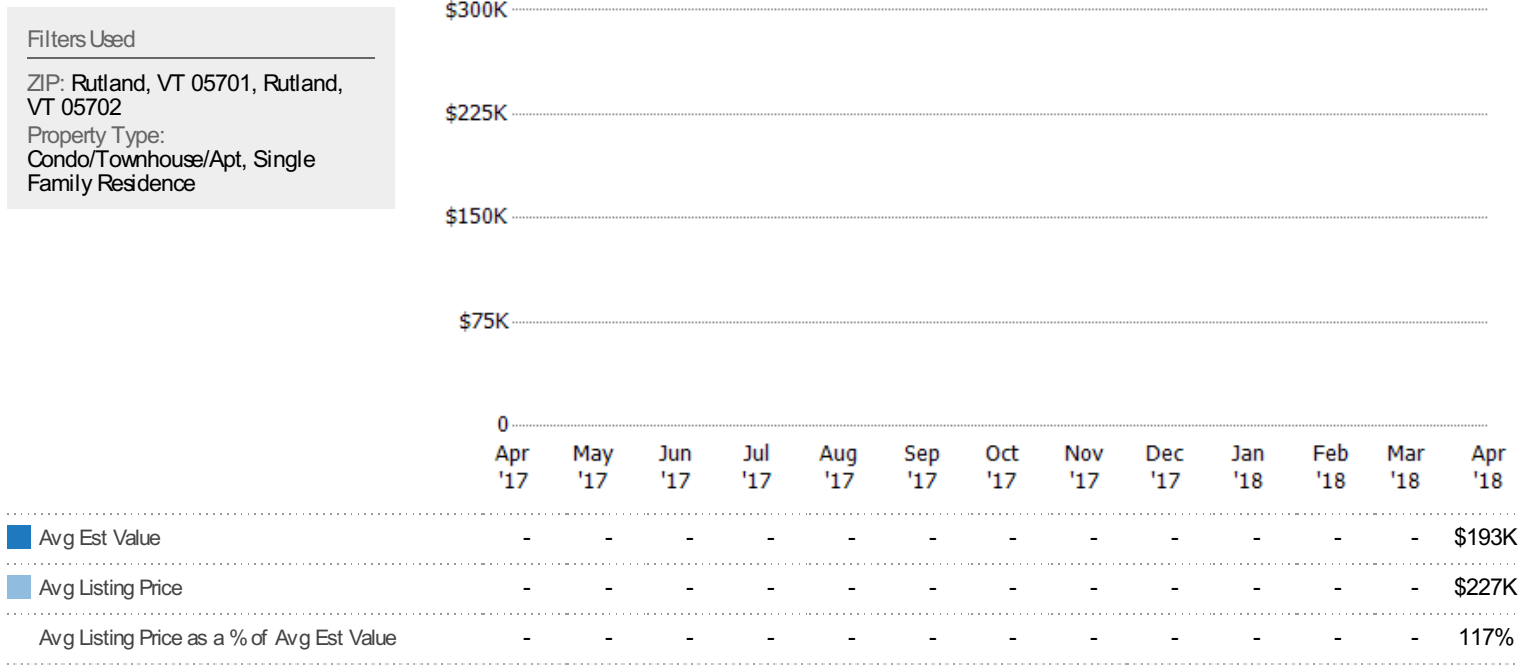 Filters Used
ZIP: Rutland, VT 05701, Rutland,
VT 05702
Property Type:
Condo/Townhouse/Apt, Single
Family Residence
$300K
$225K
$150K
$75K
0
Apr May Jun Jul Aug Sep Oct Nov Dec Jan Feb Mar Apr
'17 '17 '17 '17 '17 '17 '17 '17 '17 '18 '18 '18 '18
Avg Est Value - - - - - - - - - - - - $193K
Avg Listing Price - - - - - - - - - - - - $227K
Avg Listing Price as a % of Avg Est Value - - - - - - - - - - - - 117%